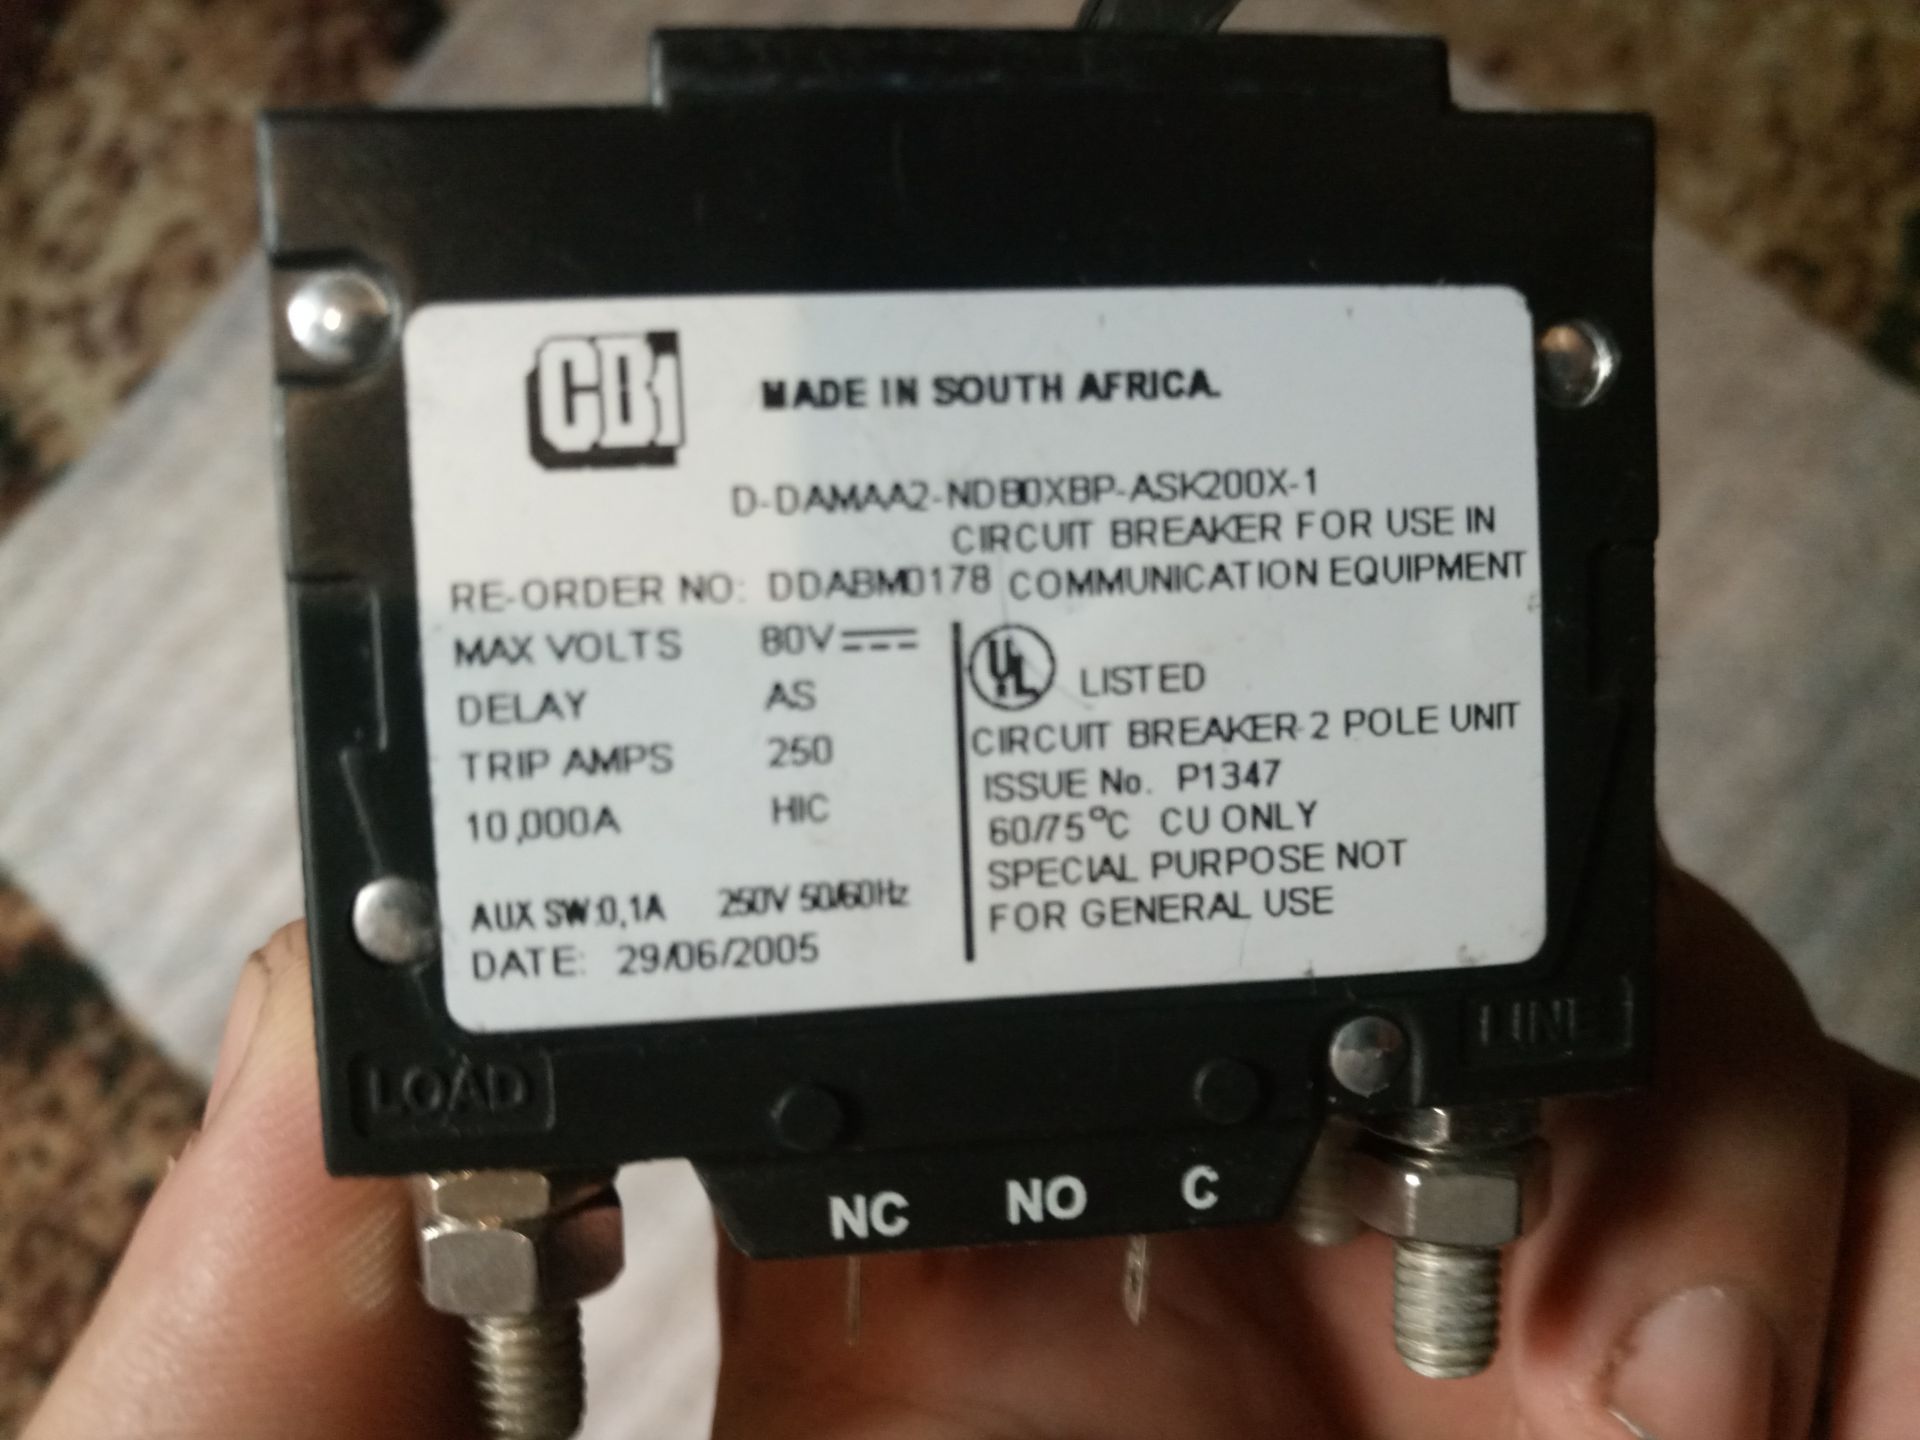 CBi
MADE IN SOUTH AFRICA.
D-DAMAA2-NDB0XBP-ASK200X-1
CIRCUIT BREAKER FOR USE IN
RE-ORDER NO: DDABM0178 COMMUNICATION EQUIPMENT
MAX VOLTS 80V
DELAY AS
TRIP AMPS 250
10,000A HIC
AUX SW:0,1A 250V 50/60Hz
DATE: 29/06/2005
UL LISTED
CIRCUIT BREAKER-2 POLE UNIT
ISSUE No. P1347
60/75°C CU ONLY
SPECIAL PURPOSE NOT
FOR GENERAL USE
LOAD
LINE
NC NO C